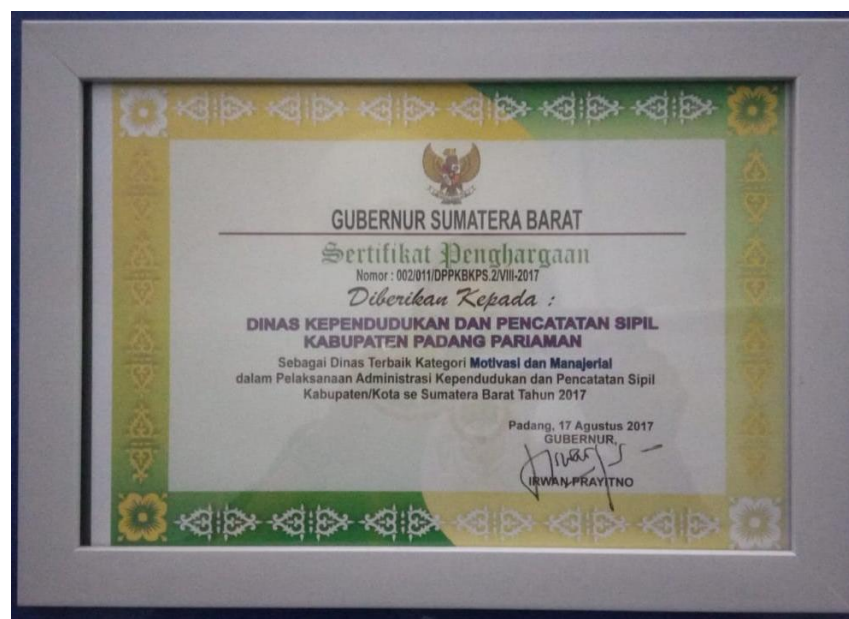 GUBERNUR SUMATERA BARAT
Sertifikat Penghargaan
Nomor : 002/011/DPPKBKPS.2/VIII-2017
Diberikan Kepada :
DINAS KEPENDUDUKAN DAN PENCATATAN SIPIL
KABUPATEN PADANG PARIAMAN
Sebagai Dinas Terbaik Kategori Motivasi dan Manajerial
dalam Pelaksanaan Administrasi Kependudukan dan Pencatatan Sipil
Kabupaten/Kota se Sumatera Barat Tahun 2017
Padang, 17 Agustus 2017
GUBERNUR,
IRWAN PRAYITNO